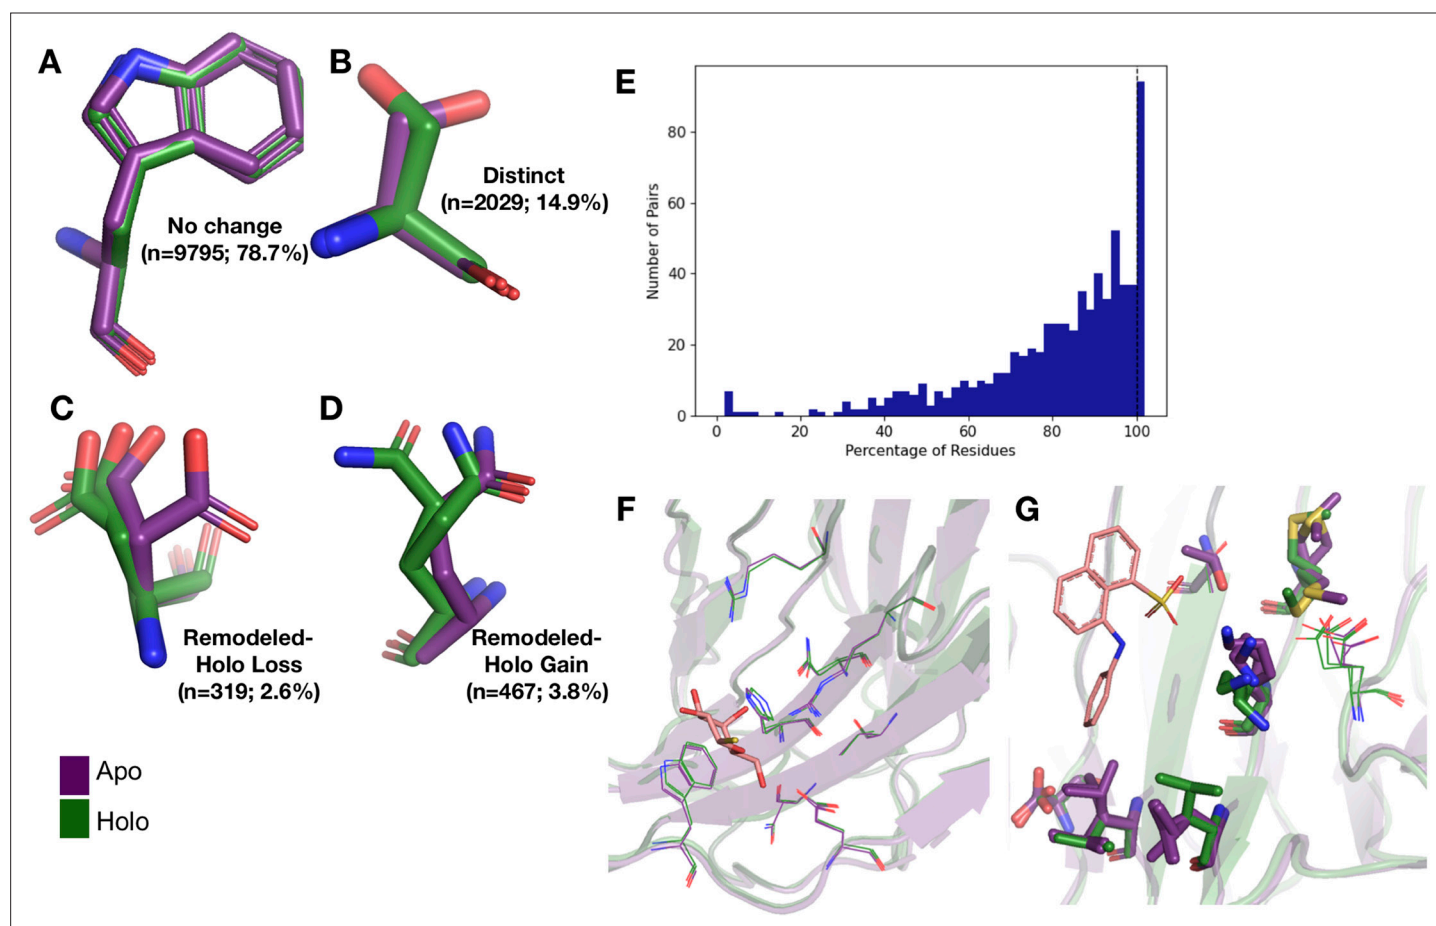 A
B
No change
(n=9795; 78.7%)
Distinct
(n=2029; 14.9%)
C
D
Remodeled-
Holo Loss
(n=319; 2.6%)
Remodeled-
Holo Gain
(n=467; 3.8%)
Apo
Holo
E
Number of Pairs
80
60
40
20
0
0 20 40 60 80 100
Percentage of Residues
F
G